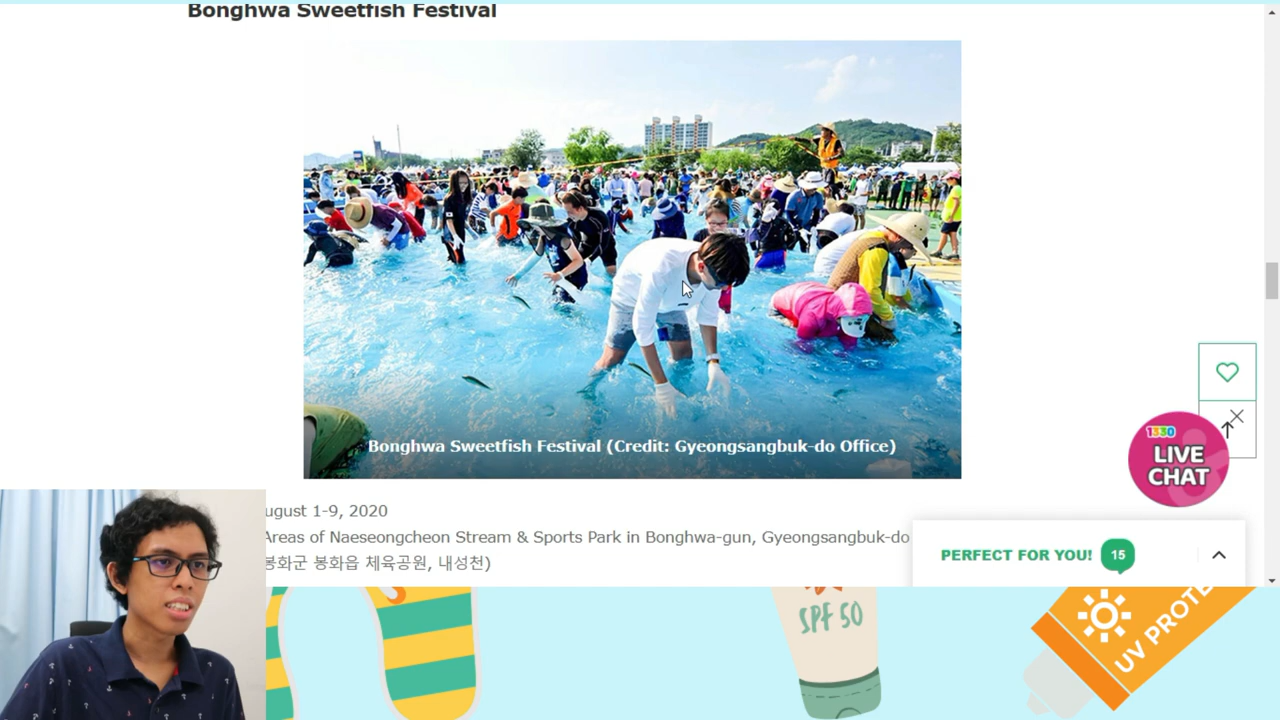 Bonghwa Sweetfish Festival
Bonghwa Sweetfish Festival (Credit: Gyeongsangbuk-do Office)
1330
LIVE
CHAT
ugust 1-9, 2020
Areas of Naeseongcheon Stream & Sports Park in Bonghwa-gun, Gyeongsangbuk-do
봉화군 봉화읍 체육공원, 내성천)
PERFECT FOR YOU! 15
SPF 50
UV PROTE